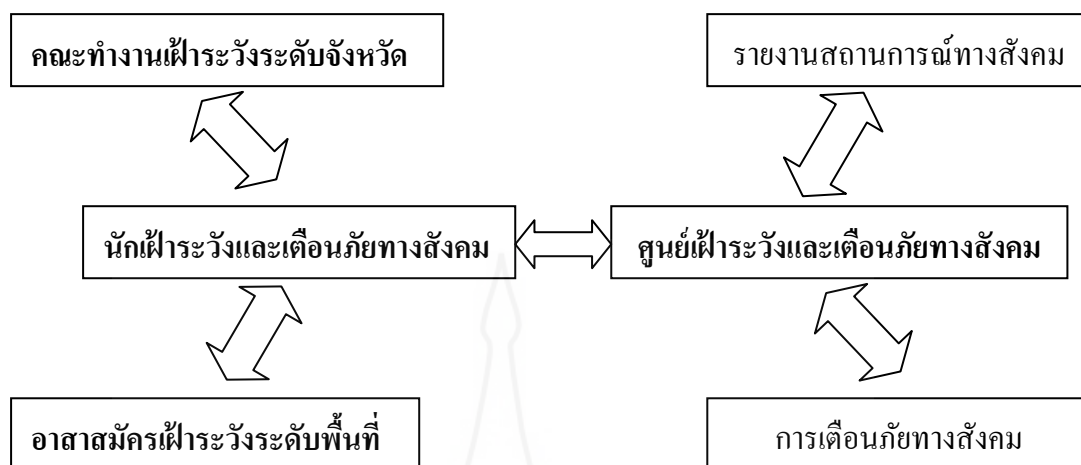 คณะทำงานเฝ้าระวังระดับจังหวัด
รายงานสถานการณ์ทางสังคม
นักเฝ้าระวังและเตือนภัยทางสังคม
ศูนย์เฝ้าระวังและเตือนภัยทางสังคม
อาสาสมัครเฝ้าระวังระดับพื้นที่
การเตือนภัยทางสังคม